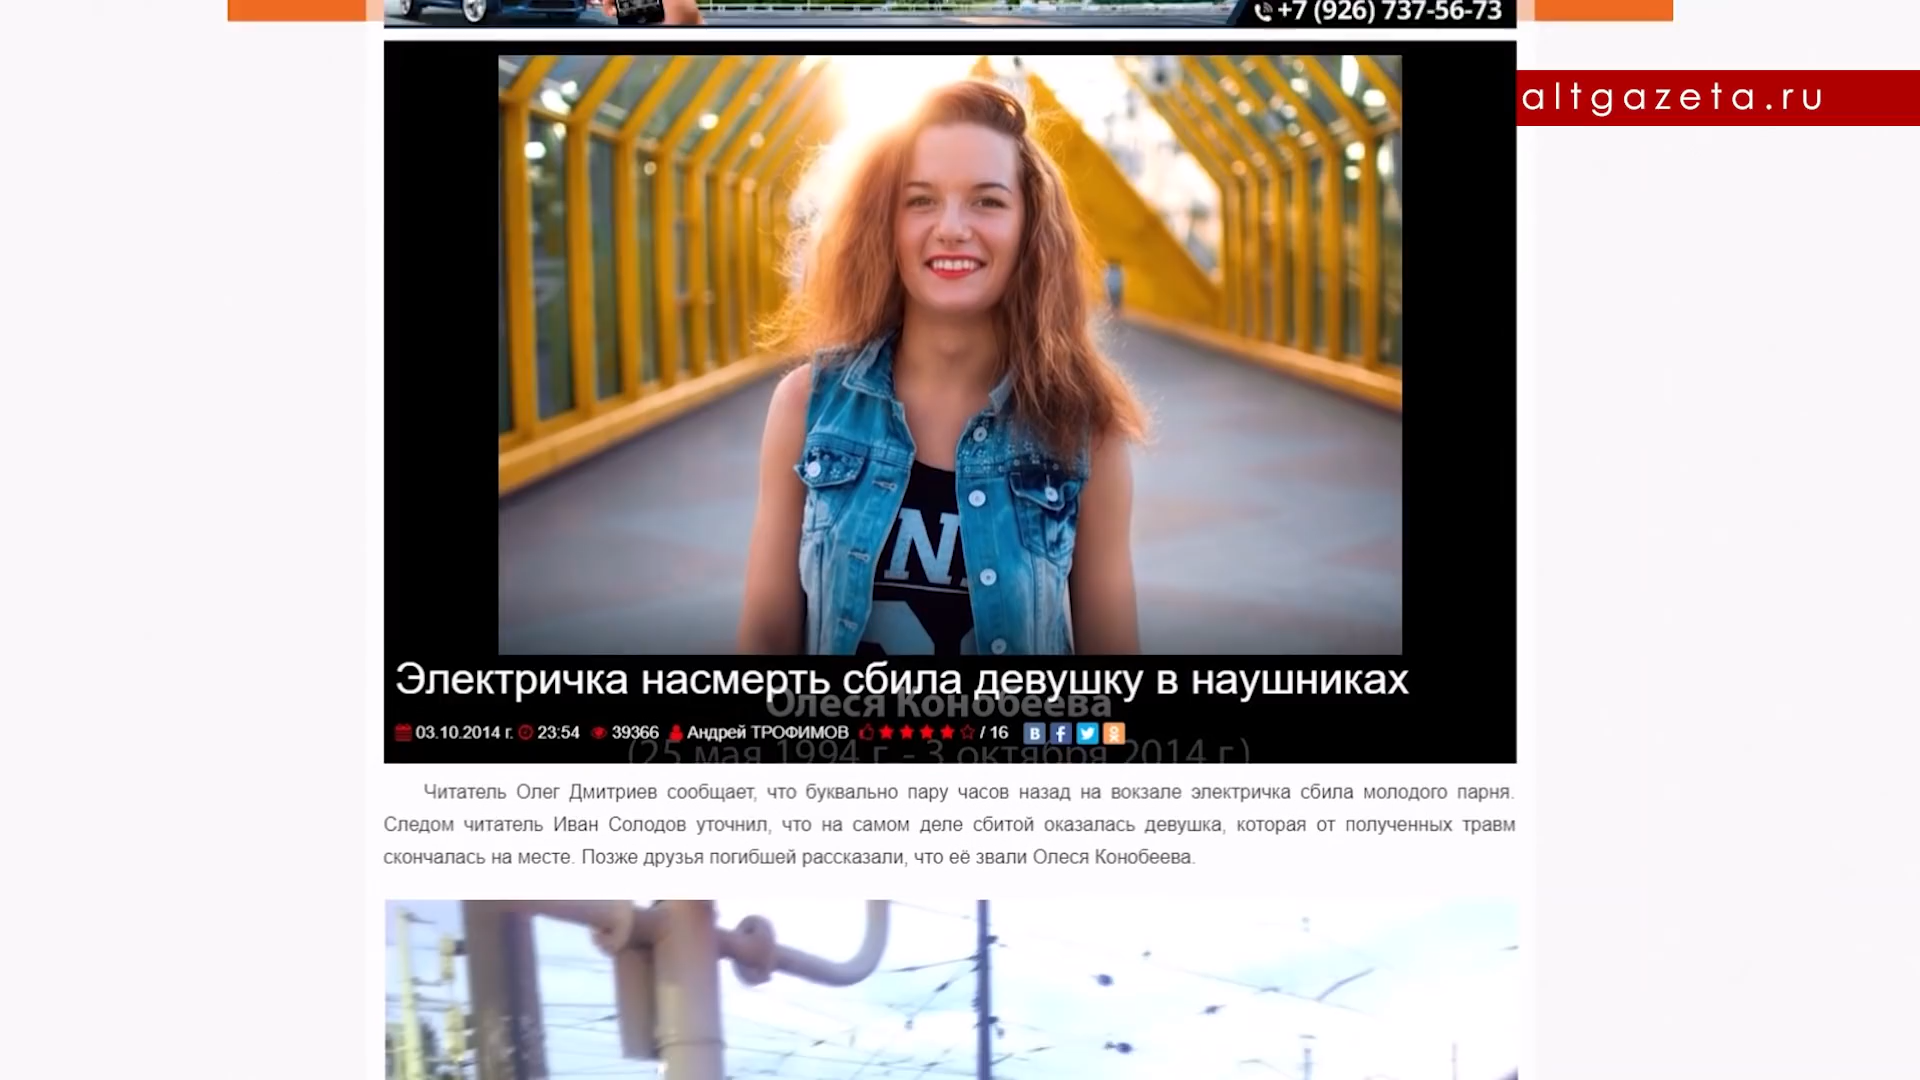 +7 (926) 737-56-73
altgazeta.ru
NN
Электричка насмерть сбила девушку в наушниках
Олеся Конобеева
03.10.2014 г. 23:54 39366 Андрей ТРОФИМОВ / 16
(25 мая 1994 г. - 3 октября 2014 г.)
Читатель Олег Дмитриев сообщает, что буквально пару часов назад на вокзале электричка сбила молодого парня.
Следом читатель Иван Солодов уточнил, что на самом деле сбитой оказалась девушка, которая от полученных травм
скончалась на месте. Позже друзья погибшей рассказали, что её звали Олеся Конобеева.